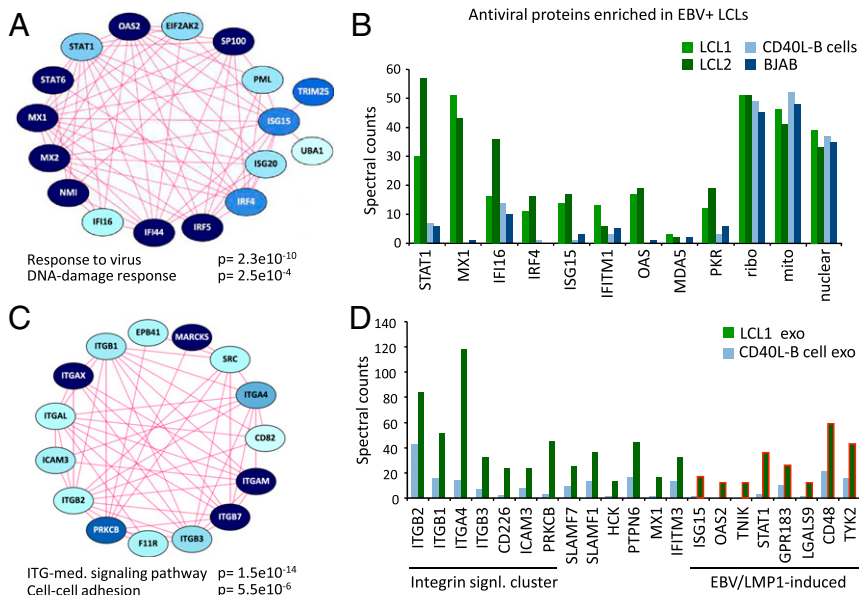 A
OAS2
EIF2AK2
STAT1
SP100
STAT6
PML
TRIM25
MX1
ISG15
MX2
UBA1
ISG20
NMI
IRF4
IFI16
IFI44
IRF5
Response to virus p= 2.3e10-10
DNA-damage response p= 2.5e-4
B
Antiviral proteins enriched in EBV+ LCLs
LCL1
CD40L-B cells
LCL2
BJAB
Spectral counts
60
50
40
30
20
10
0
STAT1
MX1
IFI16
IRF4
ISG15
IFITM1
OAS
MDA5
PKR
ribo
mito
nuclear
C
EPB41
MARCKS
ITGB1
SRC
ITGAX
ITGA4
ITGAL
CD82
ICAM3
ITGAM
ITGB2
ITGB7
PRKCB
F11R
ITGB3
ITG-med. signaling pathway p= 1.5e10-14
Cell-cell adhesion p= 5.5e10-6
D
LCL1 exo
CD40L-B cell exo
Spectral counts
140
120
100
80
60
40
20
0
ITGB2
ITGB1
ITGA4
ITGB3
CD226
ICAM3
PRKCB
SLAMF7
SLAMF1
HCK
PTPN6
MX1
IFITM3
ISG15
OAS2
TNIK
STAT1
GPR183
LGALS9
CD48
TYK2
Integrin signl. cluster
EBV/LMP1-induced